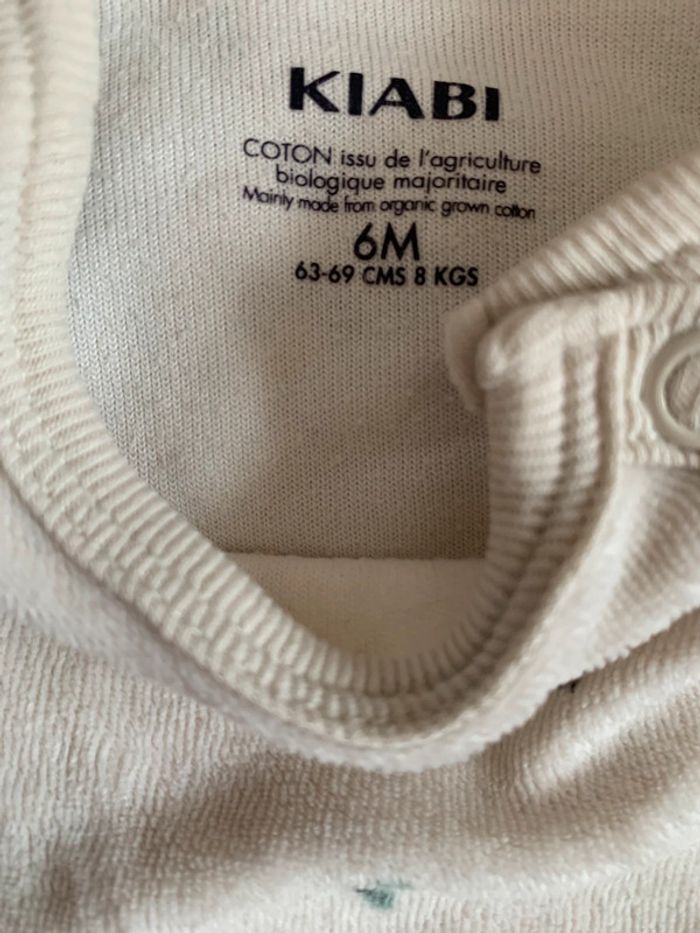 KIABI
COTON issu de l'agriculture
biologique majoritaire
Mainly made from organic grown cotton
6M
63-69 CMS 8 KGS